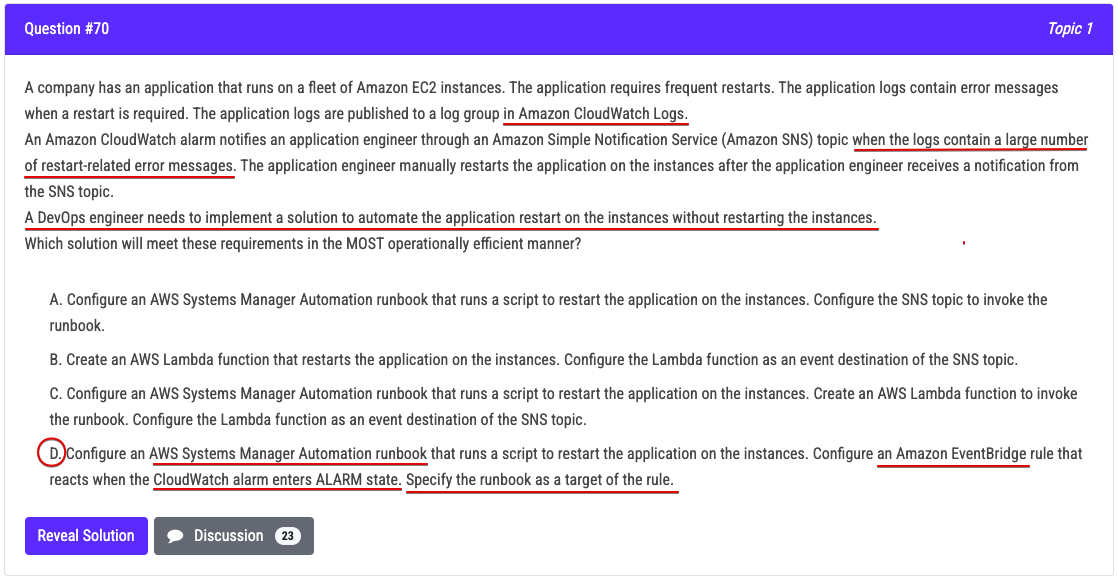 Question #70
Topic 1
A company has an application that runs on a fleet of Amazon EC2 instances. The application requires frequent restarts. The application logs contain error messages
when a restart is required. The application logs are published to a log group in Amazon CloudWatch Logs.
An Amazon CloudWatch alarm notifies an application engineer through an Amazon Simple Notification Service (Amazon SNS) topic when the logs contain a large number
of restart-related error messages. The application engineer manually restarts the application on the instances after the application engineer receives a notification from
the SNS topic.
A DevOps engineer needs to implement a solution to automate the application restart on the instances without restarting the instances.
Which solution will meet these requirements in the MOST operationally efficient manner?
A. Configure an AWS Systems Manager Automation runbook that runs a script to restart the application on the instances. Configure the SNS topic to invoke the
runbook.
B. Create an AWS Lambda function that restarts the application on the instances. Configure the Lambda function as an event destination of the SNS topic.
C. Configure an AWS Systems Manager Automation runbook that runs a script to restart the application on the instances. Create an AWS Lambda function to invoke
the runbook. Configure the Lambda function as an event destination of the SNS topic.
D. Configure an AWS Systems Manager Automation runbook that runs a script to restart the application on the instances. Configure an Amazon EventBridge rule that
reacts when the CloudWatch alarm enters ALARM state. Specify the runbook as a target of the rule.
Reveal Solution
Discussion 23